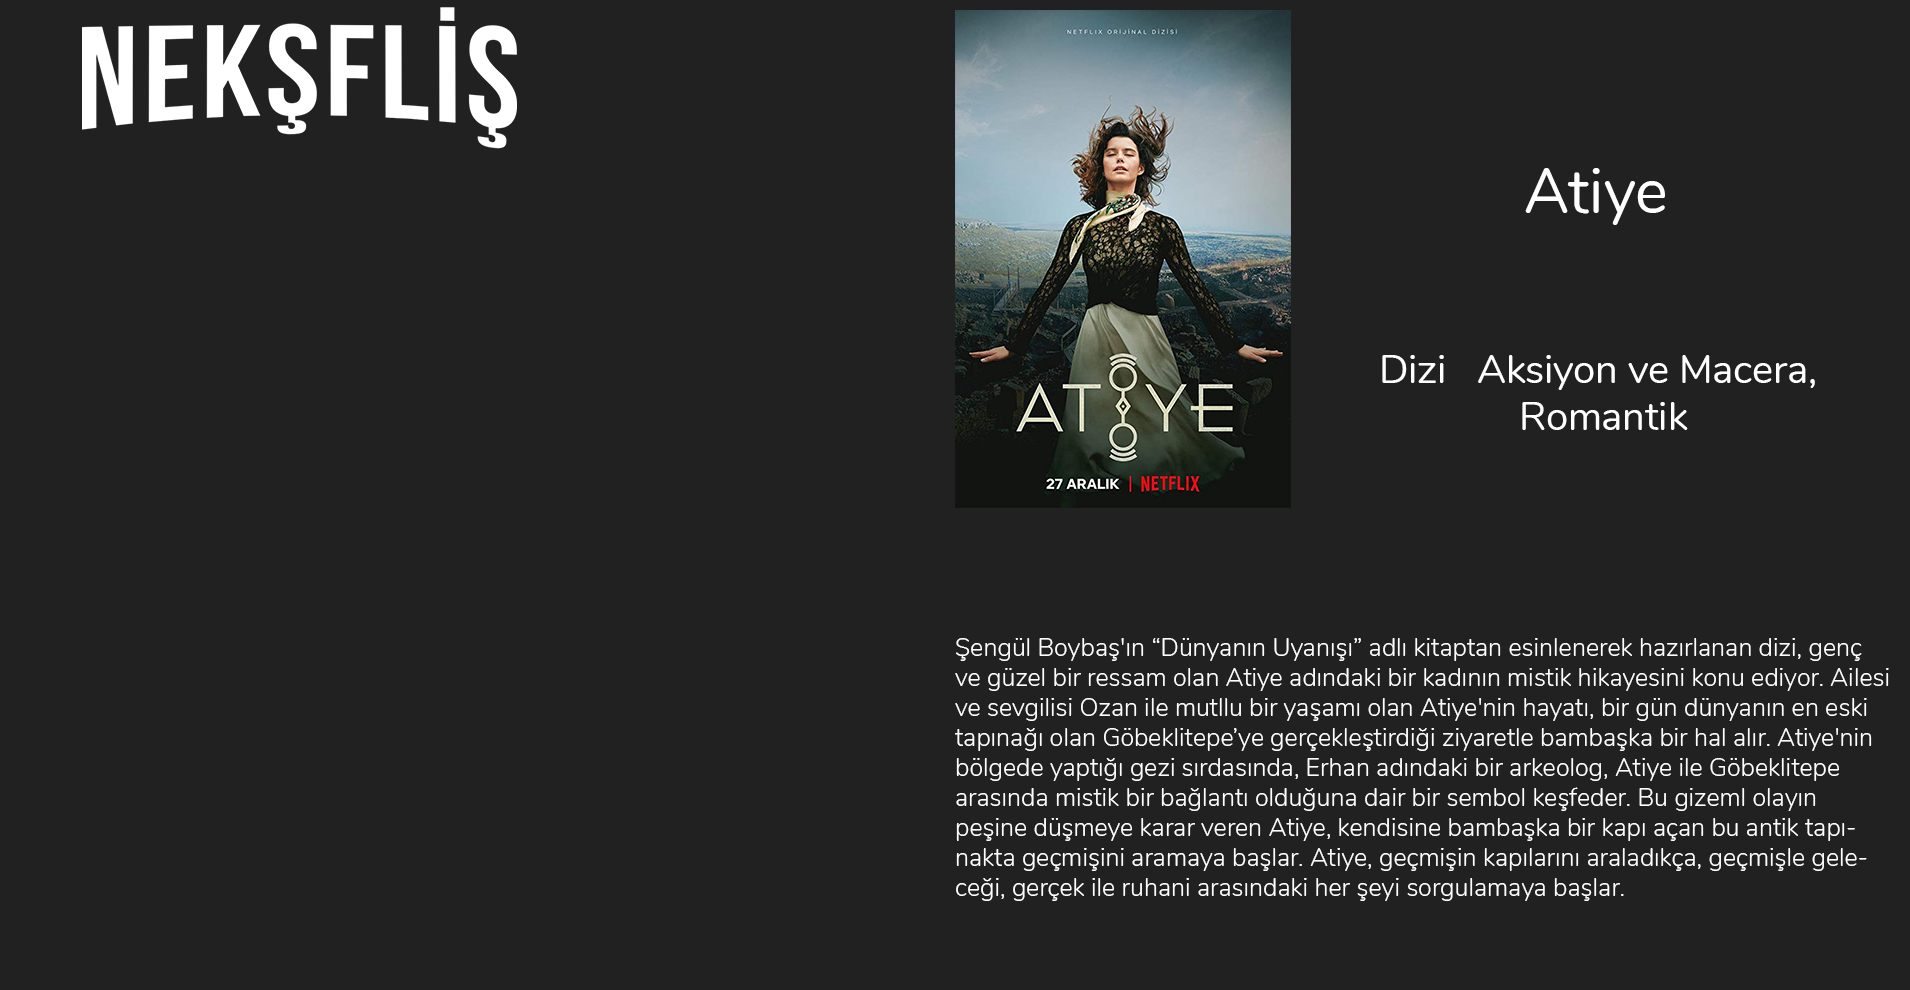 NEKŞFLİŞ
NETFLIX ORİJİNAL DİZİSİ
ATİYE
27 ARALIK | NETFLIX
Atiye
Dizi Aksiyon ve Macera,
Romantik
Şengül Boybaş'ın “Dünyanın Uyanışı” adlı kitaptan esinlenerek hazırlanan dizi, genç
ve güzel bir ressam olan Atiye adındaki bir kadının mistik hikayesini konu ediyor. Ailesi
ve sevgilisi Ozan ile mutllu bir yaşamı olan Atiye'nin hayatı, bir gün dünyanın en eski
tapınağı olan Göbeklitepe’ye gerçekleştirdiği ziyaretle bambaşka bir hal alır. Atiye'nin
bölgede yaptığı gezi sırdasında, Erhan adındaki bir arkeolog, Atiye ile Göbeklitepe
arasında mistik bir bağlantı olduğuna dair bir sembol keşfeder. Bu gizeml olayın
peşine düşmeye karar veren Atiye, kendisine bambaşka bir kapı açan bu antik tapı-
nakta geçmişini aramaya başlar. Atiye, geçmişin kapılarını araladıkça, geçmişle gele-
ceği, gerçek ile ruhani arasındaki her şeyi sorgulamaya başlar.